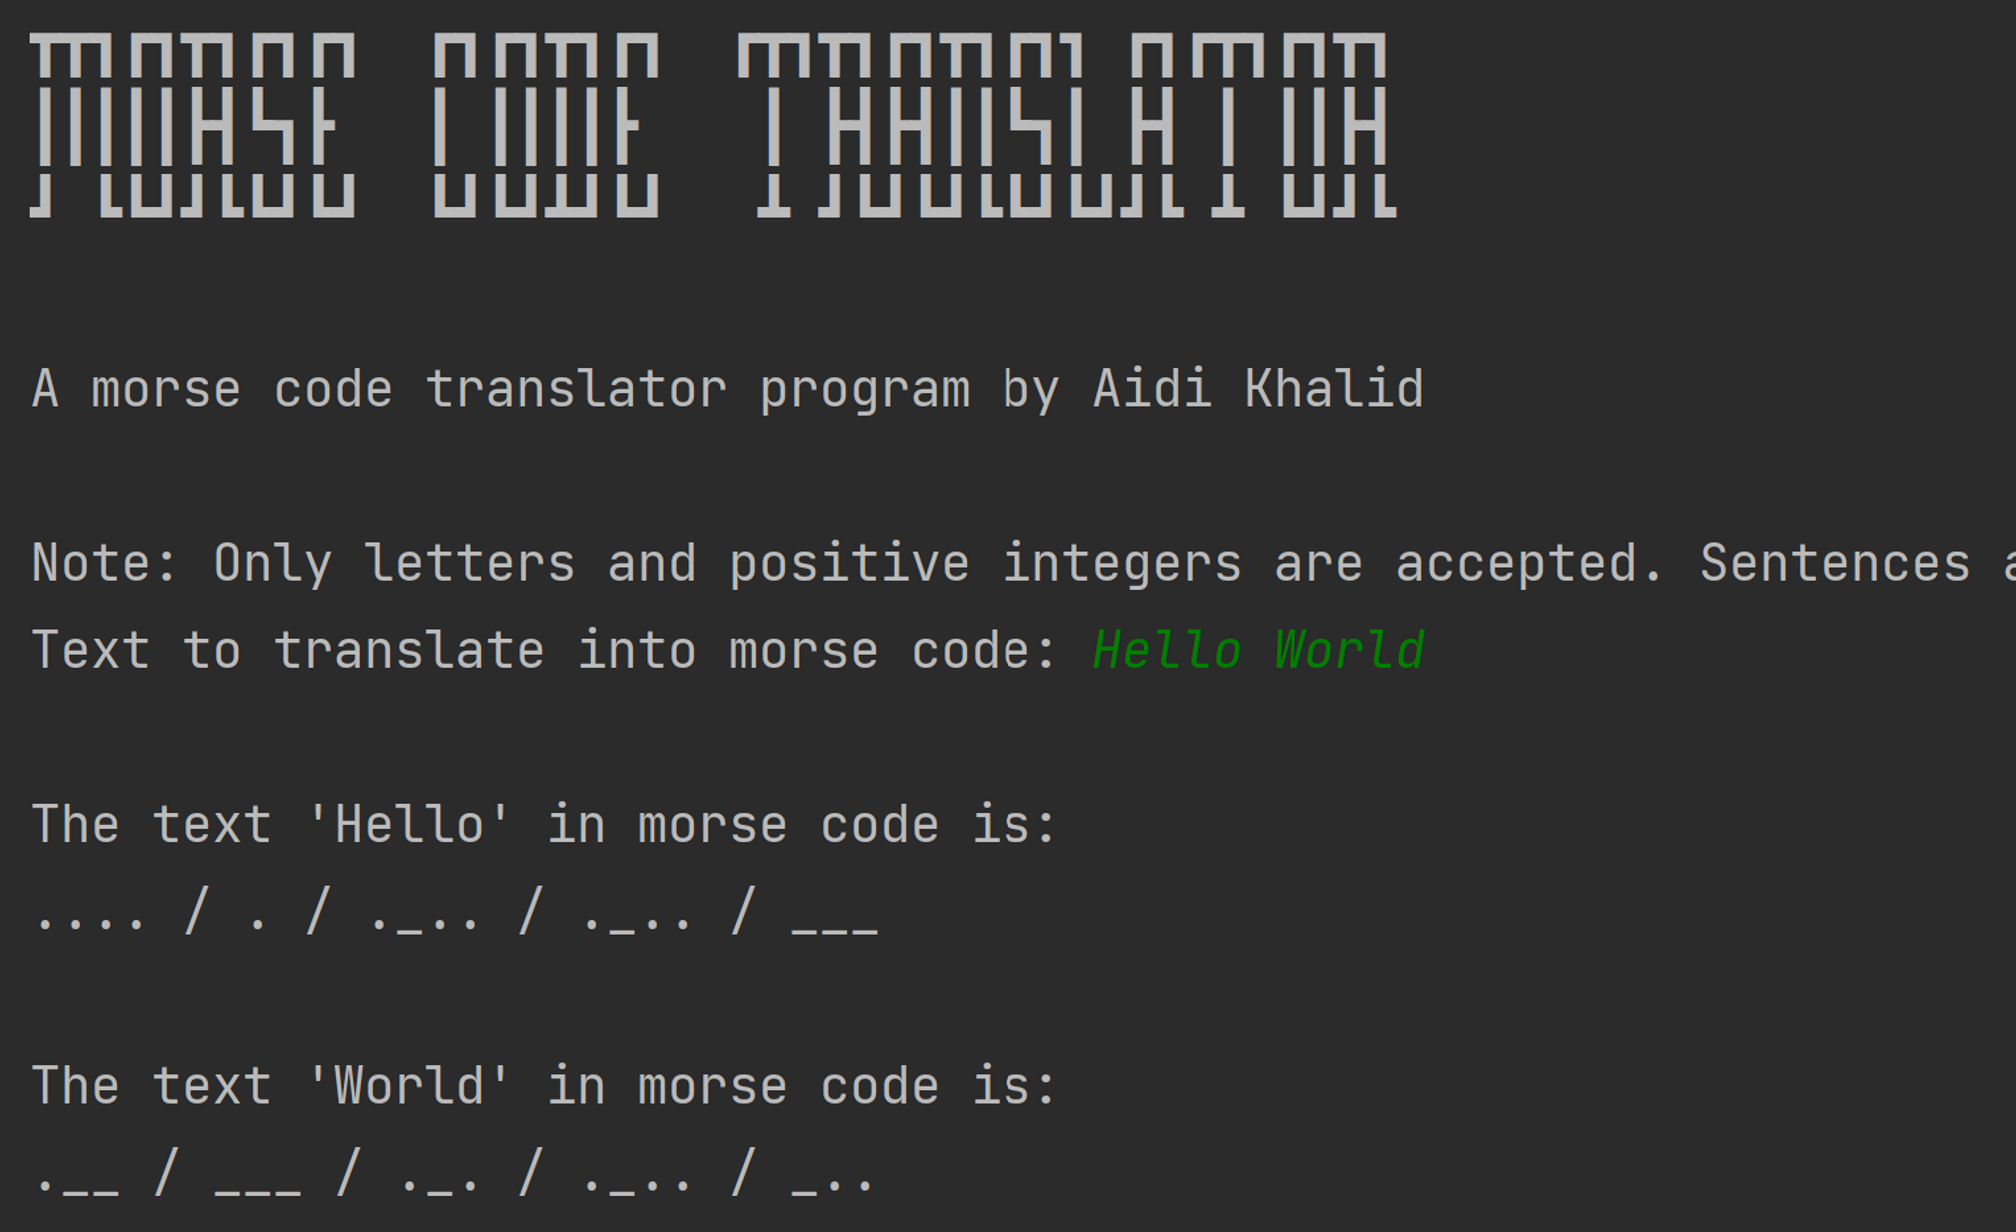 MORSE CODE TRANSLATOR
A morse code translator program by Aidi Khalid
Note: Only letters and positive integers are accepted. Sentences a
Text to translate into morse code: Hello World
The text 'Hello' in morse code is:
.... / . / ._.. / ._.. / ___
The text 'World' in morse code is:
.__ / ___ / ._. / ._.. / _..